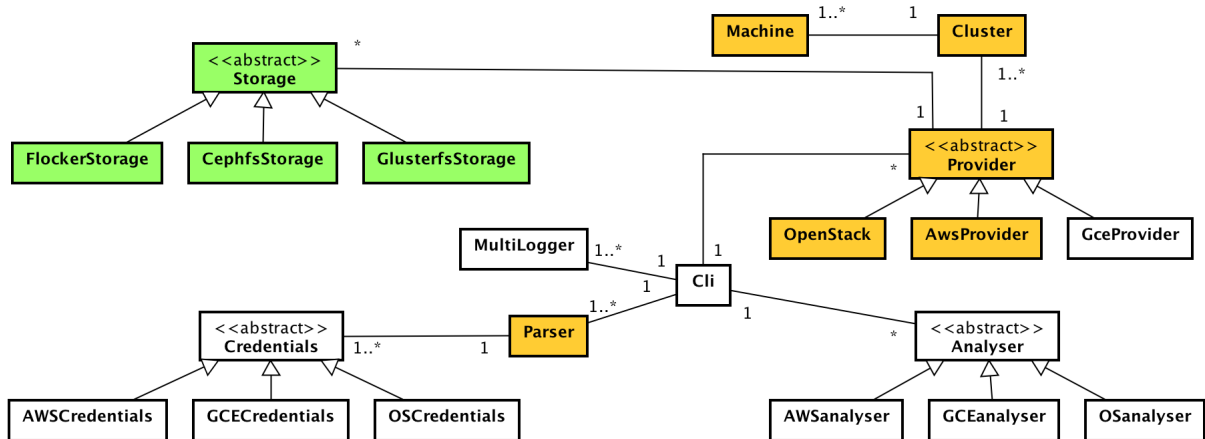 1..*
1
Machine
Cluster
*
<<abstract>>
Storage
1..*
1
1
<<abstract>>
Provider
FlockerStorage
CephfsStorage
GlusterfsStorage
*
OpenStack
AwsProvider
GceProvider
MultiLogger
1..*
1
1
Cli
1
1..*
1
<<abstract>>
Credentials
1..*
1
Parser
*
<<abstract>>
Analyser
AWSCredentials
GCECredentials
OSCredentials
AWSanalyser
GCEanalyser
OSanalyser